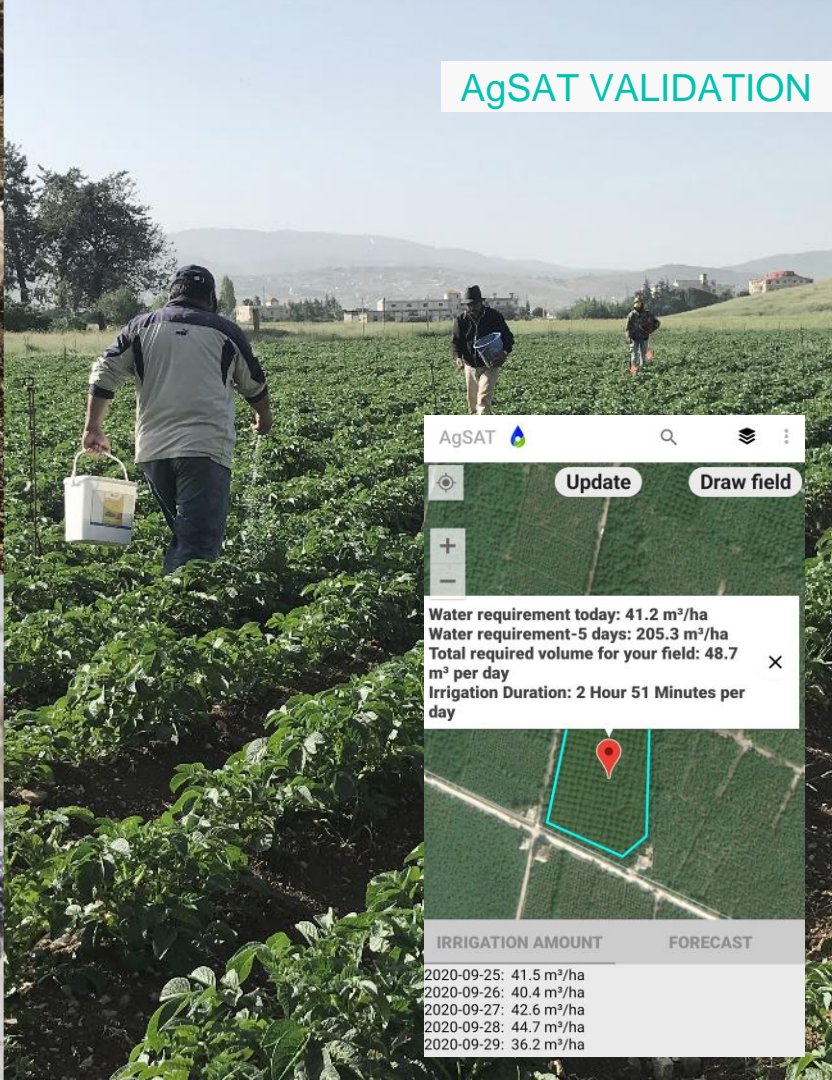 AgSAT VALIDATION
AgSAT
Update
Draw field
+
−
Water requirement today: 41.2 m³/ha
Water requirement-5 days: 205.3 m³/ha
Total required volume for your field: 48.7
m³ per day
Irrigation Duration: 2 Hour 51 Minutes per
day
IRRIGATION AMOUNT
FORECAST
2020-09-25: 41.5 m³/ha
2020-09-26: 40.4 m³/ha
2020-09-27: 42.6 m³/ha
2020-09-28: 44.7 m³/ha
2020-09-29: 36.2 m³/ha